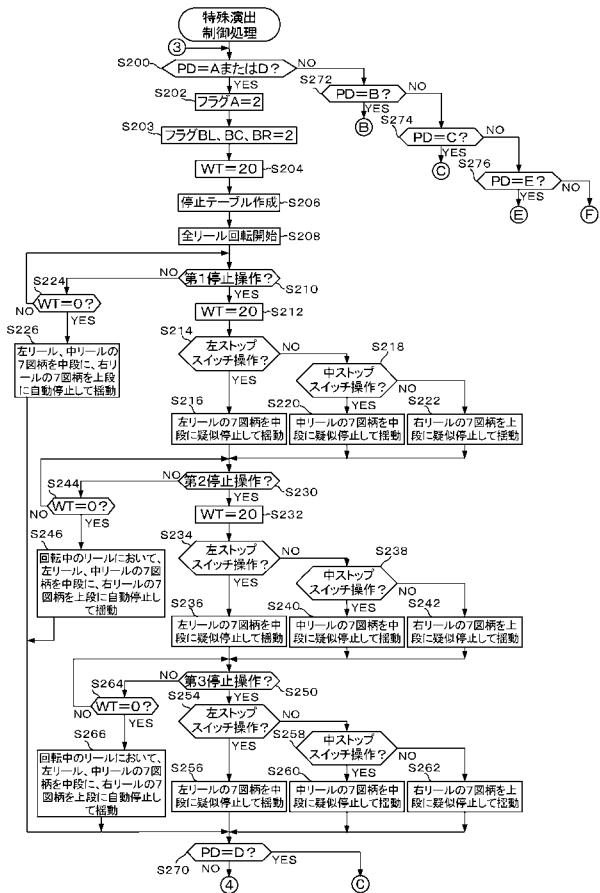 特殊演出
制御処理
③
S200
PD=AまたはD?
NO
YES
S202
フラグA=2
S203
フラグBL、BC、BR=2
WT=20
S204
停止テーブル作成
S206
全リール回転開始
S208
S272
PD=B?
NO
YES
Ⓑ
S274
PD=C?
NO
YES
Ⓒ
S276
PD=E?
NO
YES
Ⓔ
Ⓕ
第1停止操作?
S210
NO
YES
S224
WT=0?
NO
YES
S226
左リール、中リールの
7図柄を中段に、右リ
ールの7図柄を上段
に自動停止して揺動
WT=20
S212
S214
左ストップ
スイッチ操作?
NO
YES
S218
中ストップ
スイッチ操作?
NO
YES
S216
左リールの7図柄を中
段に疑似停止して揺動
S220
中リールの7図柄を中
段に疑似停止して揺動
S222
右リールの7図柄を上
段に疑似停止して揺動
第2停止操作?
S230
NO
YES
S244
WT=0?
NO
YES
S246
回転中のリールにおいて、
左リール、中リールの7図
柄を中段に、右リールの7
図柄を上段に自動停止し
て揺動
WT=20
S232
S234
左ストップ
スイッチ操作?
NO
YES
S238
中ストップ
スイッチ操作?
NO
YES
S236
左リールの7図柄を中
段に疑似停止して揺動
S240
中リールの7図柄を中
段に疑似停止して揺動
S242
右リールの7図柄を上
段に疑似停止して揺動
第3停止操作?
S250
NO
YES
S264
WT=0?
NO
YES
S266
回転中のリールにおいて、
左リール、中リールの7図
柄を中段に、右リールの7
図柄を上段に自動停止し
て揺動
S254
左ストップ
スイッチ操作?
NO
YES
S258
中ストップ
スイッチ操作?
NO
YES
S256
左リールの7図柄を中
段に疑似停止して揺動
S260
中リールの7図柄を中
段に疑似停止して揺動
S262
右リールの7図柄を上
段に疑似停止して揺動
S270
PD=D?
YES
NO
④
Ⓒ